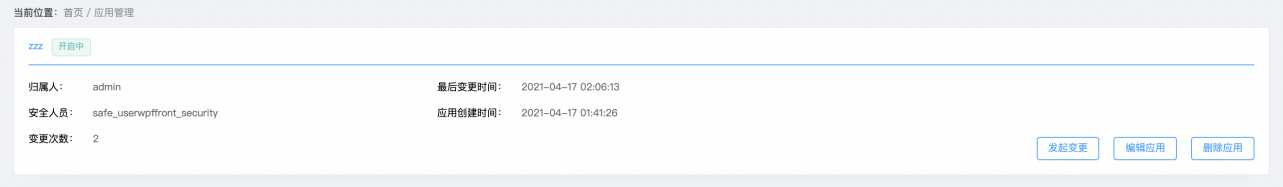 当前位置：首页 / 应用管理
zzz 开启中
归属人： admin 最后变更时间： 2021-04-17 02:06:13
安全人员： safe_userwpffront_security 应用创建时间： 2021-04-17 01:41:26
变更次数： 2
发起变更 编辑应用 删除应用